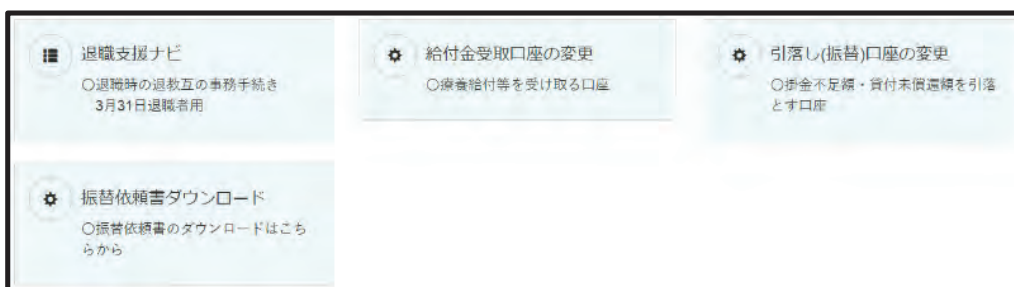 退職支援ナビ
〇退職時の退教互の事務手続き
3月31日退職者用
給付金受取口座の変更
〇療養給付等を受け取る口座
引落し(振替)口座の変更
〇掛金不足額・貸付未償還額を引落
とす口座
振替依頼書ダウンロード
〇振替依頼書のダウンロードはこち
らから